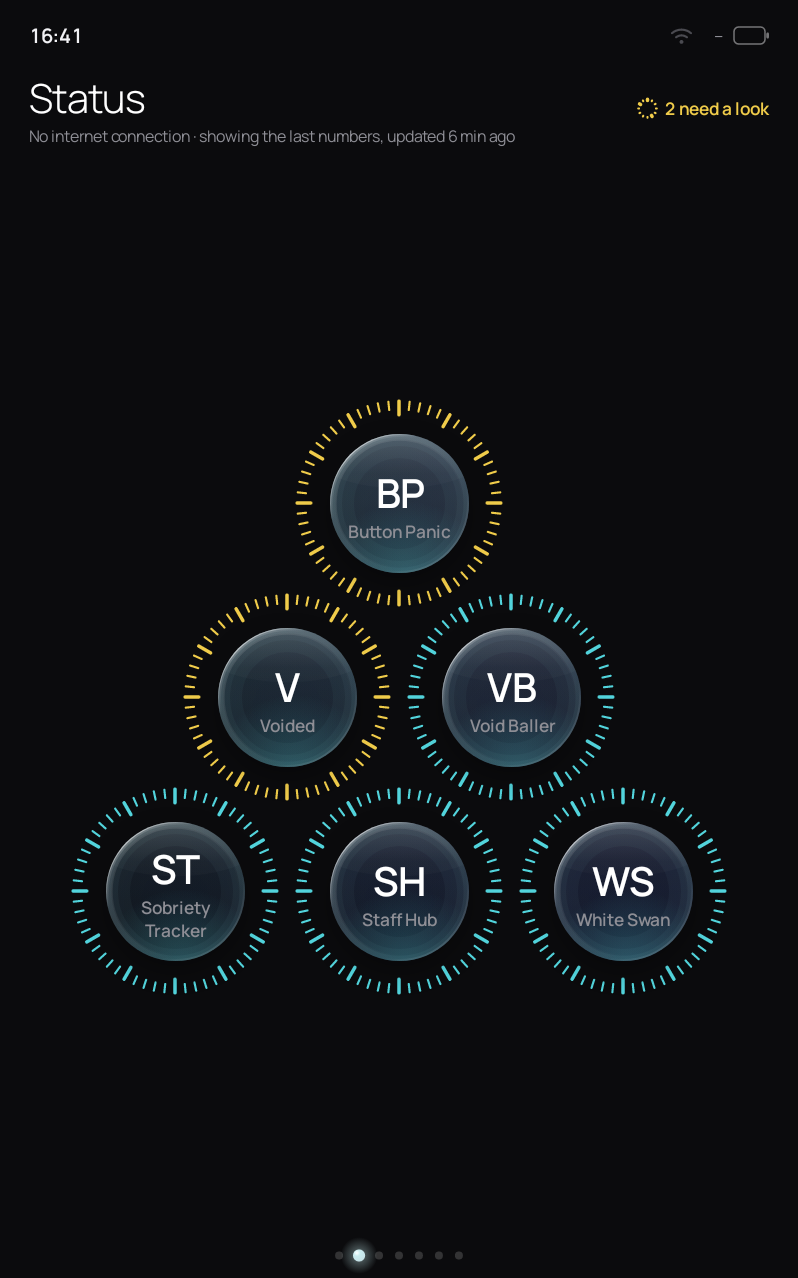 16:41
–
Status
2 need a look
No internet connection · showing the last numbers, updated 6 min ago
BP
Button Panic
V
Voided
VB
Void Baller
ST
Sobriety
Tracker
SH
Staff Hub
WS
White Swan